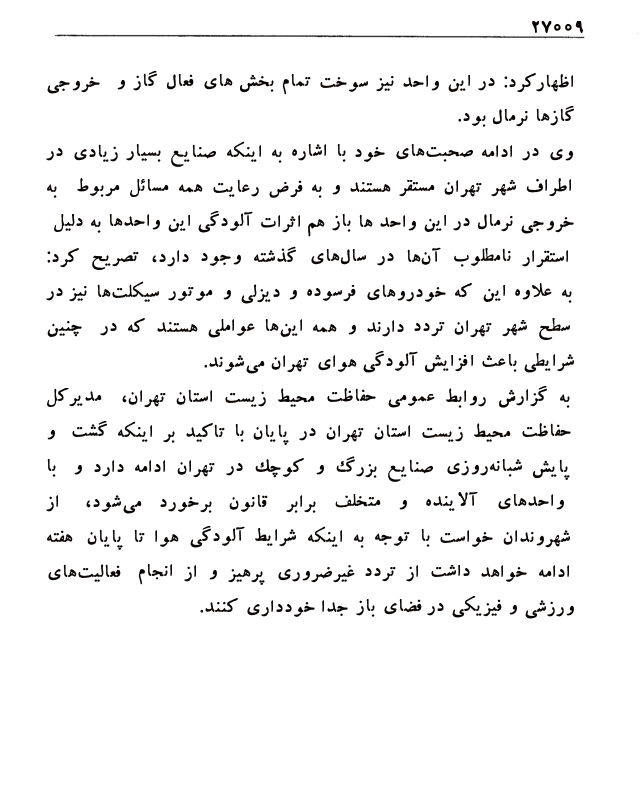 ۲۷۰۰۹
اظهارکرد: در این واحد نیز سوخت تمام بخش های فعال گاز و خروجی
گازها نرمال بود.
وی در ادامه صحبت‌های خود با اشاره به اینکه صنایع بسیار زیادی در
اطراف شهر تهران مستقر هستند و به فرض رعایت همه مسائل مربوط به
خروجی نرمال در این واحد ها باز هم اثرات آلودگی این واحدها به دلیل
استقرار نامطلوب آن‌ها در سال‌های گذشته وجود دارد، تصریح کرد:
به علاوه این که خودروهای فرسوده و دیزلی و موتور سیکلت‌ها نیز در
سطح شهر تهران تردد دارند و همه این‌ها عواملی هستند که در چنین
شرایطی باعث افزایش آلودگی هوای تهران می‌شوند.
به گزارش روابط عمومی حفاظت محیط زیست استان تهران، مدیرکل
حفاظت محیط زیست استان تهران در پایان با تاکید بر اینکه گشت و
پایش شبانه‌روزی صنایع بزرگ و کوچک در تهران ادامه دارد و با
واحدهای آلاینده و متخلف برابر قانون برخورد می‌شود، از
شهروندان خواست با توجه به اینکه شرایط آلودگی هوا تا پایان هفته
ادامه خواهد داشت از تردد غیرضروری پرهیز و از انجام فعالیت‌های
ورزشی و فیزیکی در فضای باز جدا خودداری کنند.